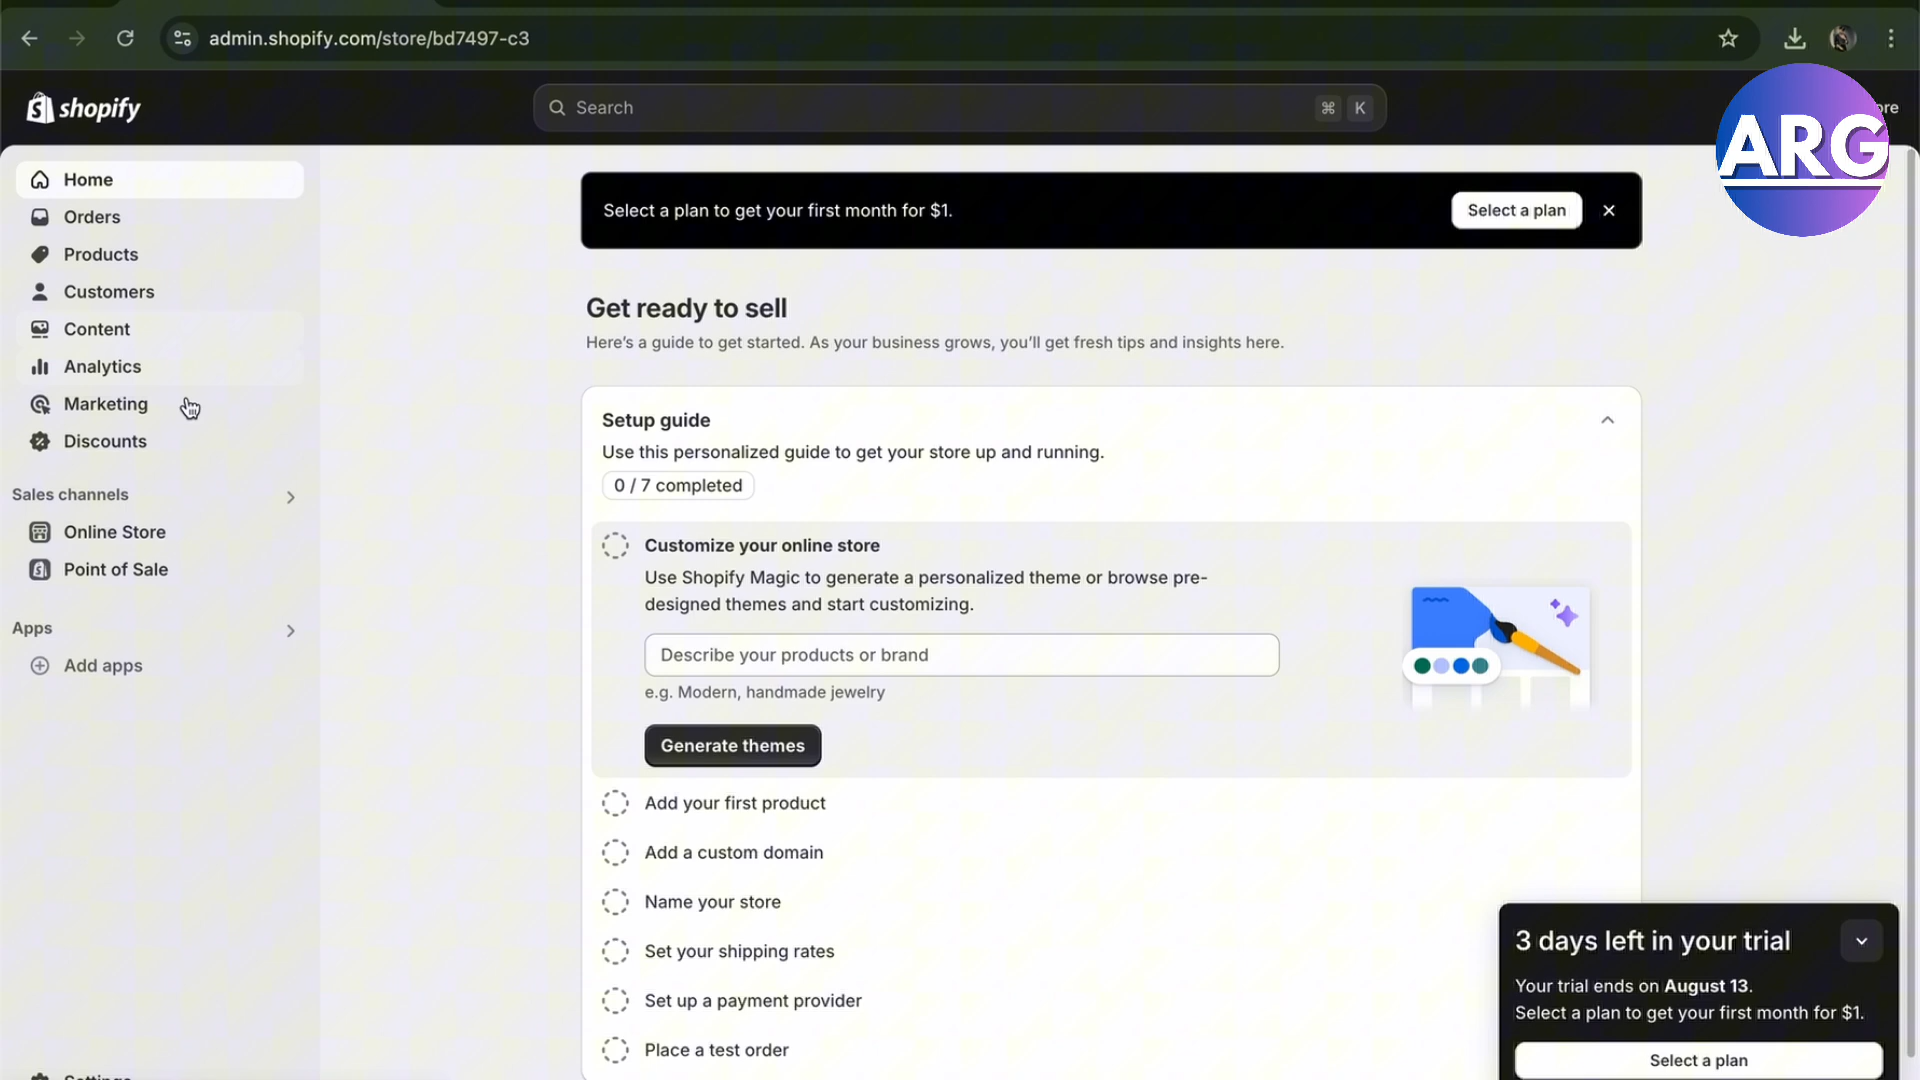 admin.shopify.com/store/bd7497-c3
shopify
Search
⌘ K
ore
ARG
Home
Orders
Products
Customers
Content
Analytics
Marketing
Discounts
Sales channels
Online Store
Point of Sale
Apps
Add apps
Settings
Select a plan to get your first month for $1.
Select a plan
Get ready to sell
Here's a guide to get started. As your business grows, you'll get fresh tips and insights here.
Setup guide
Use this personalized guide to get your store up and running.
0 / 7 completed
Customize your online store
Use Shopify Magic to generate a personalized theme or browse pre-
designed themes and start customizing.
Describe your products or brand
e.g. Modern, handmade jewelry
Generate themes
Add your first product
Add a custom domain
Name your store
Set your shipping rates
Set up a payment provider
Place a test order
3 days left in your trial
Your trial ends on August 13.
Select a plan to get your first month for $1.
Select a plan